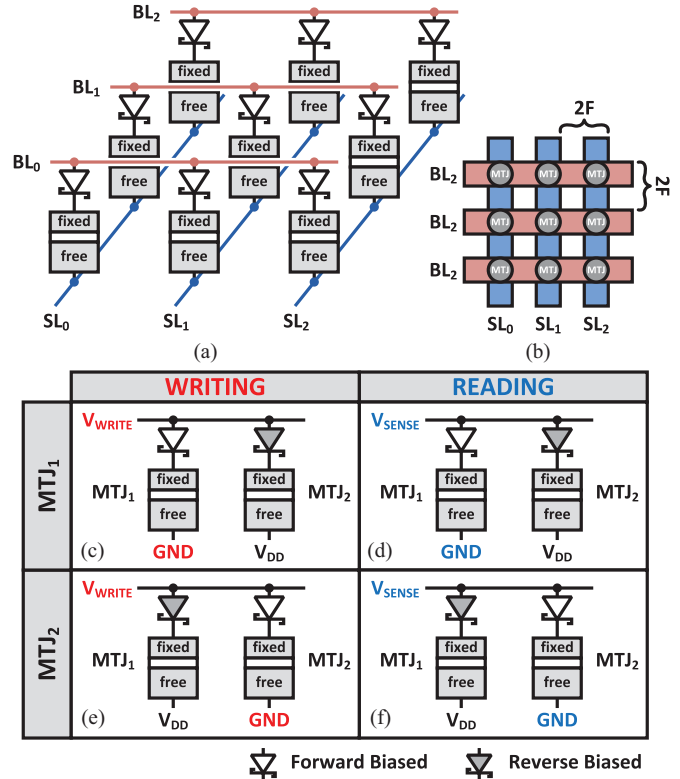 BL2
fixed fixed fixed
BL1
free free free
fixed fixed fixed
BL0
free free free
fixed fixed fixed
free free free
SL0 SL1 SL2
(a)
2F
BL2 MTJ MTJ MTJ
2F
BL2 MTJ MTJ MTJ
BL2 MTJ MTJ MTJ
SL0 SL1 SL2
(b)
WRITING READING
MTJ1
VWRITE
fixed fixed
MTJ1 MTJ2
free free
(c) GND VDD
VSENSE
fixed fixed
MTJ1 MTJ2
free free
(d) GND VDD
MTJ2
VWRITE
fixed fixed
MTJ1 MTJ2
free free
(e) VDD GND
VSENSE
fixed fixed
MTJ1 MTJ2
free free
(f) VDD GND
Forward Biased Reverse Biased